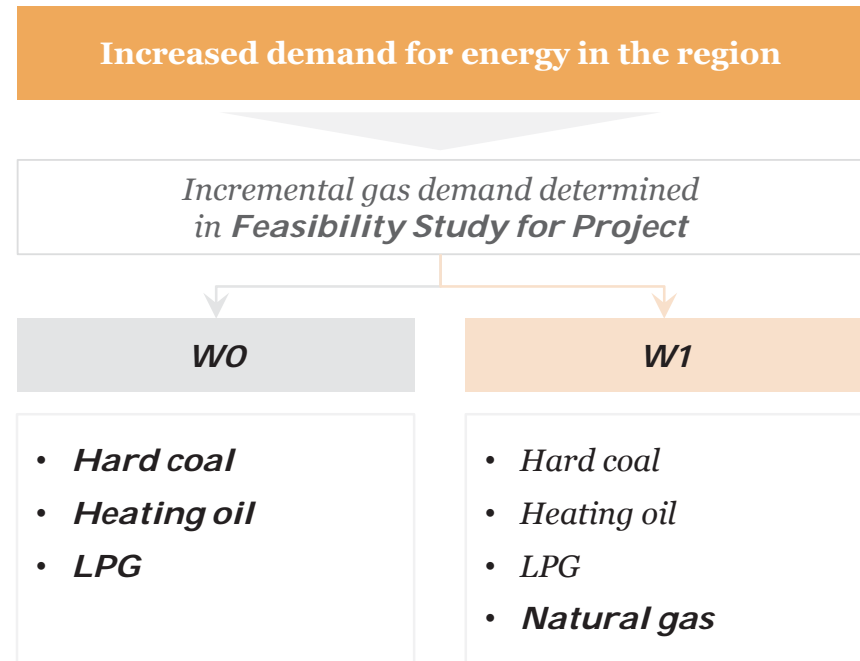 Increased demand for energy in the region
Incremental gas demand determined
in Feasibility Study for Project
W0
W1
• Hard coal
• Heating oil
• LPG
• Hard coal
• Heating oil
• LPG
• Natural gas